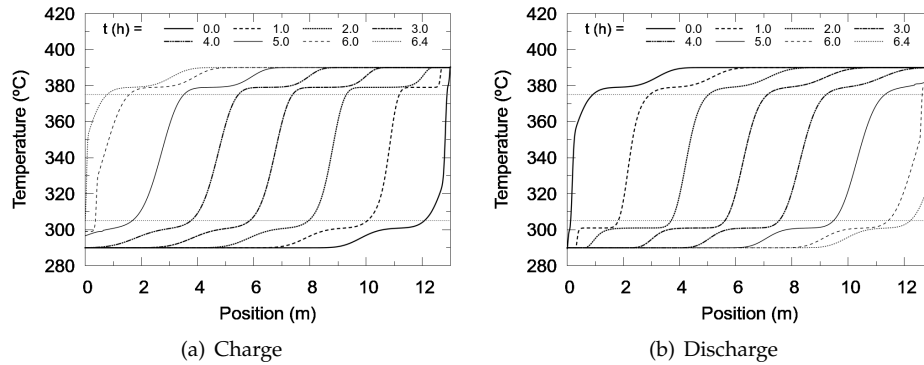 t (h) = 0.0 1.0 2.0 3.0
4.0 5.0 6.0 6.4
420
400
380
360
340
320
300
280
Temperature (ºC)
0 2 4 6 8 10 12
Position (m)
(a) Charge
t (h) = 0.0 1.0 2.0 3.0
4.0 5.0 6.0 6.4
420
400
380
360
340
320
300
280
Temperature (ºC)
0 2 4 6 8 10 12
Position (m)
(b) Discharge